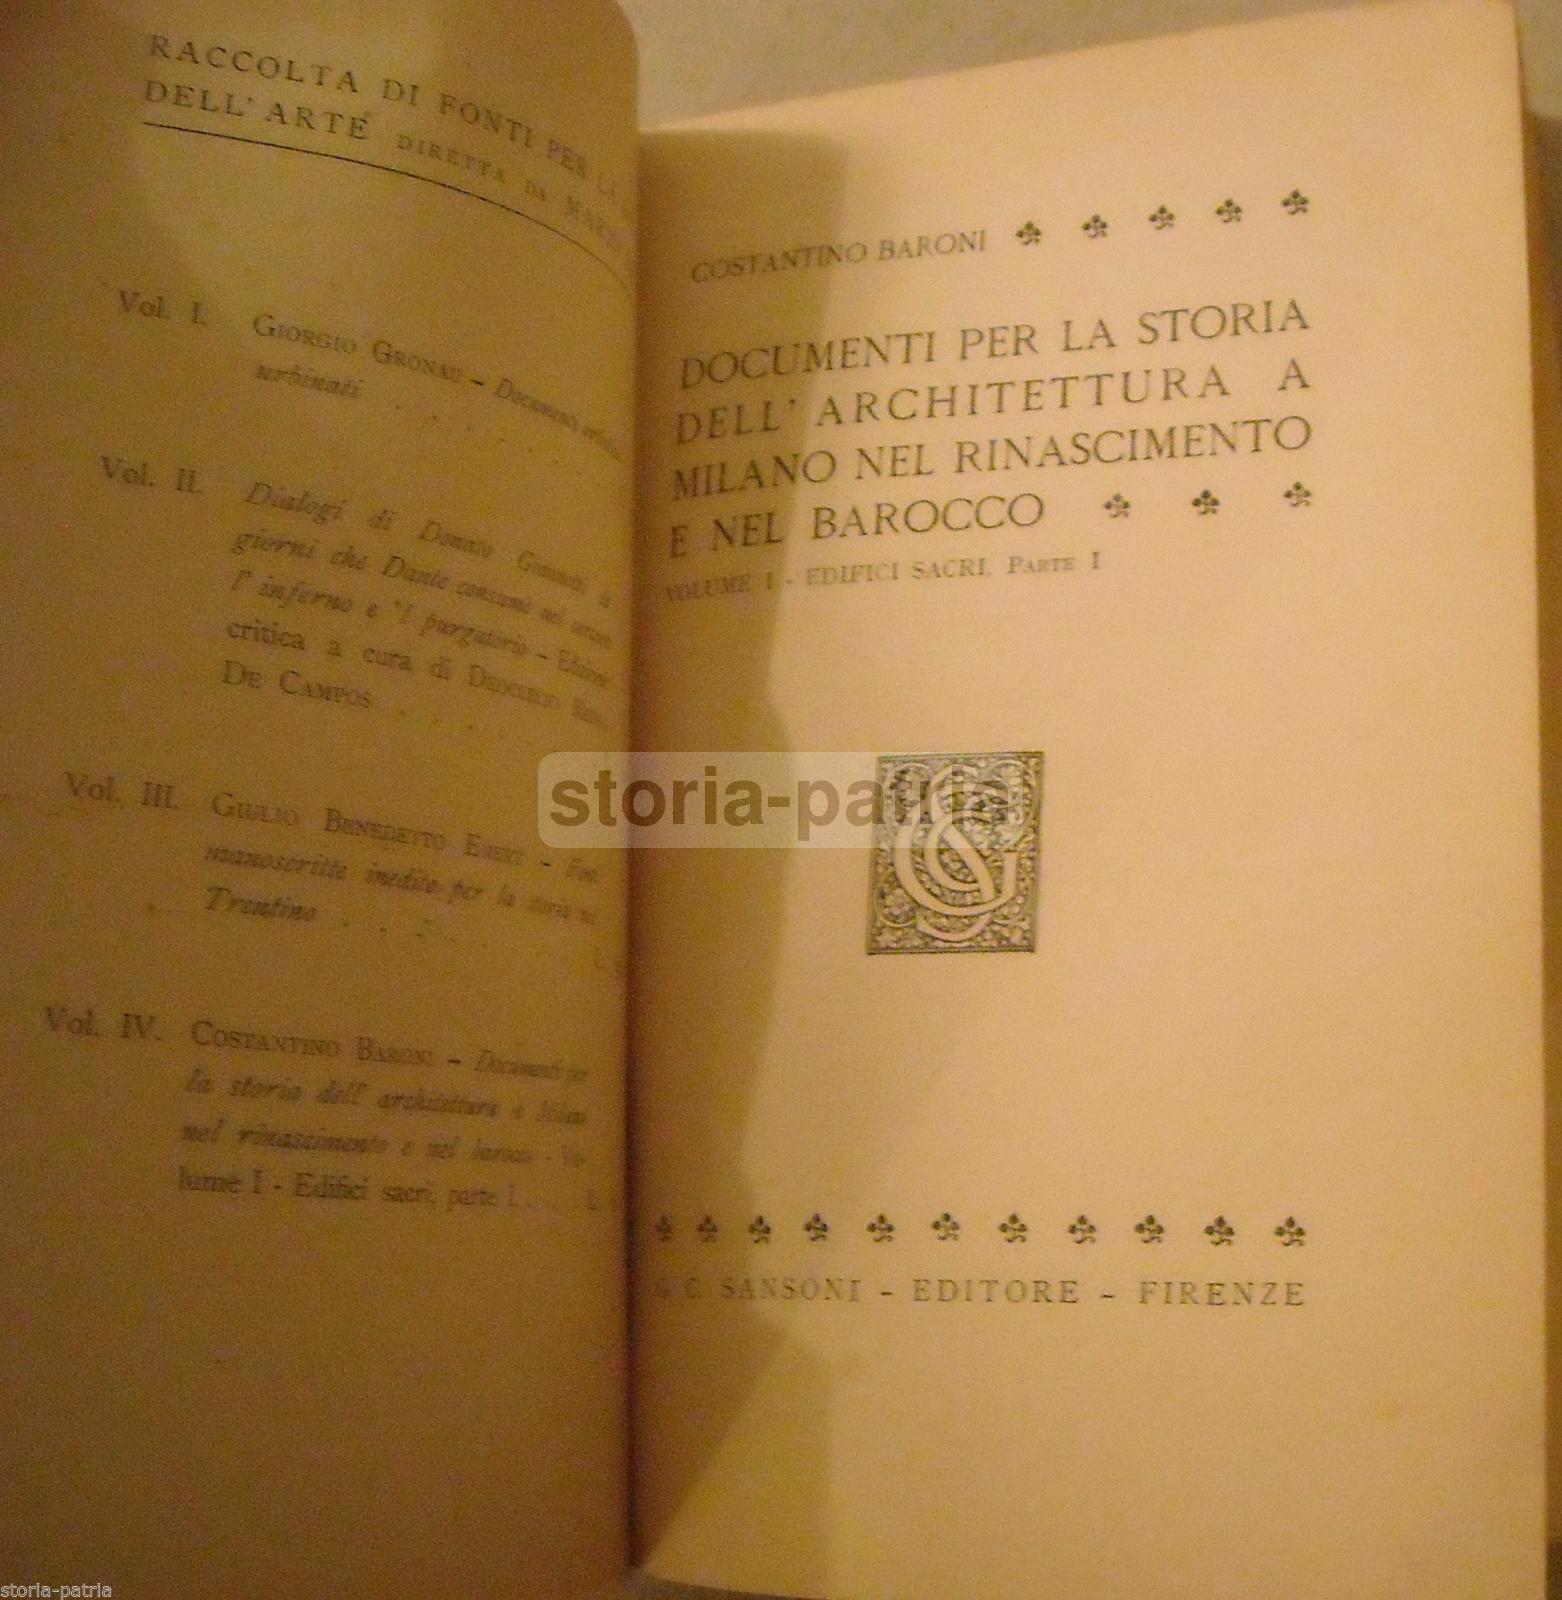 RACCOLTA DI FONTI PER LA
DELL'ARTE DIRETTA DA
Vol. I. GIORGIO GRONAU - Documenti
urbinati . . . . . .
Vol. II. Dialogi di Donato Giannotti
giorni che Dante consumò nel
l'inferno e 'l purgatorio - Edizione
critica a cura di
DE CAMPOS . . . .
Vol. III. GIULIO BENEDETTO EMERT - Fonti
manoscritte inedite per la storia nel
Trentino . . .
Vol. IV. COSTANTINO BARONI - Documenti per
la storia dell'architettura a Milano
nel rinascimento e nel barocco - Vo-
lume I - Edifici sacri, parte I . . .
COSTANTINO BARONI
DOCUMENTI PER LA STORIA
DELL'ARCHITETTURA A
MILANO NEL RINASCIMENTO
E NEL BAROCCO
VOLUME I - EDIFICI SACRI, PARTE I
storia-patria
G. C. SANSONI - EDITORE - FIRENZE
storia-patria